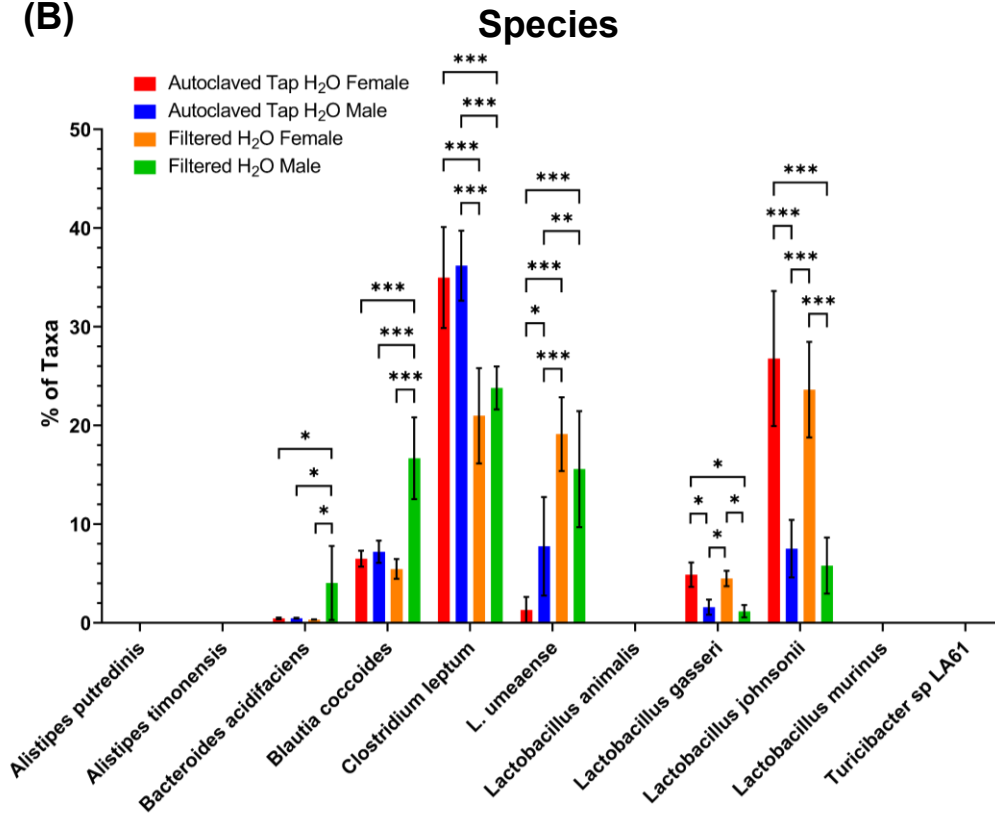 (B)
Species
Autoclaved Tap H₂O Female
Autoclaved Tap H₂O Male
Filtered H₂O Female
Filtered H₂O Male
% of Taxa
50
40
30
20
10
0
***
***
***
***
***
**
***
*
***
***
***
***
*
*
*
*
*
*
*
***
***
***
***
Alistipes putredinis
Alistipes timonensis
Bacteroides acidifaciens
Blautia coccoides
Clostridium leptum
L. umeaense
Lactobacillus animalis
Lactobacillus gasseri
Lactobacillus johnsonii
Lactobacillus murinus
Turicibacter sp LA61